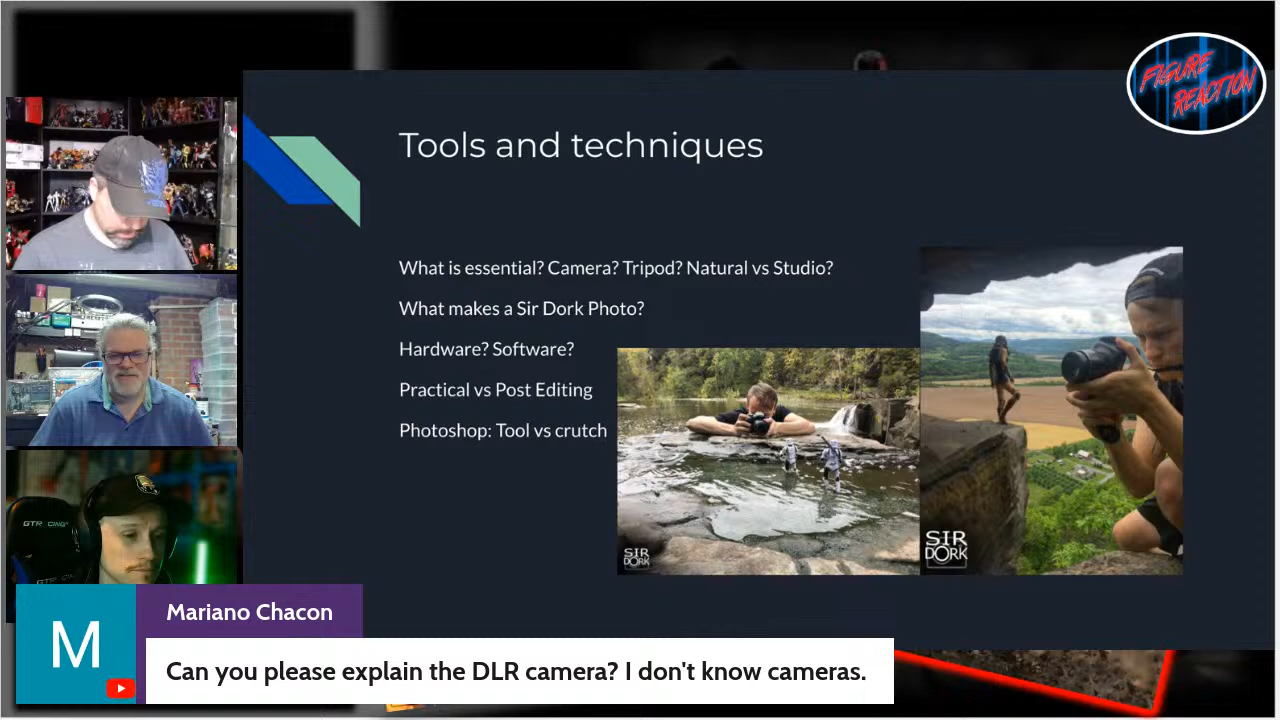 FIGURE
REACTION
Tools and techniques
What is essential? Camera? Tripod? Natural vs Studio?
What makes a Sir Dork Photo?
Hardware? Software?
Practical vs Post Editing
Photoshop: Tool vs crutch
SIR
DORK
SIR
DORK
GTRACING
M
Mariano Chacon
Can you please explain the DLR camera? I don't know cameras.